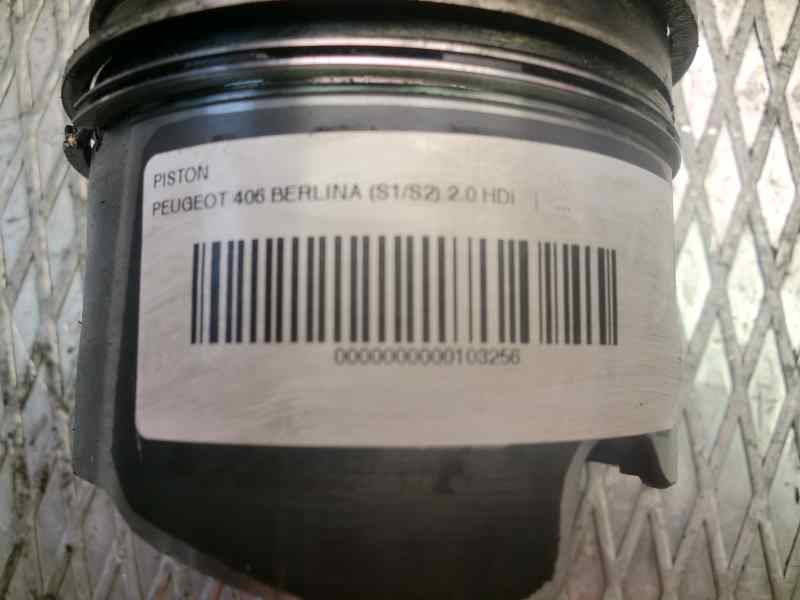 PISTON
PEUGEOT 406 BERLINA (S1/S2) 2.0 HDi |
0000000000103256